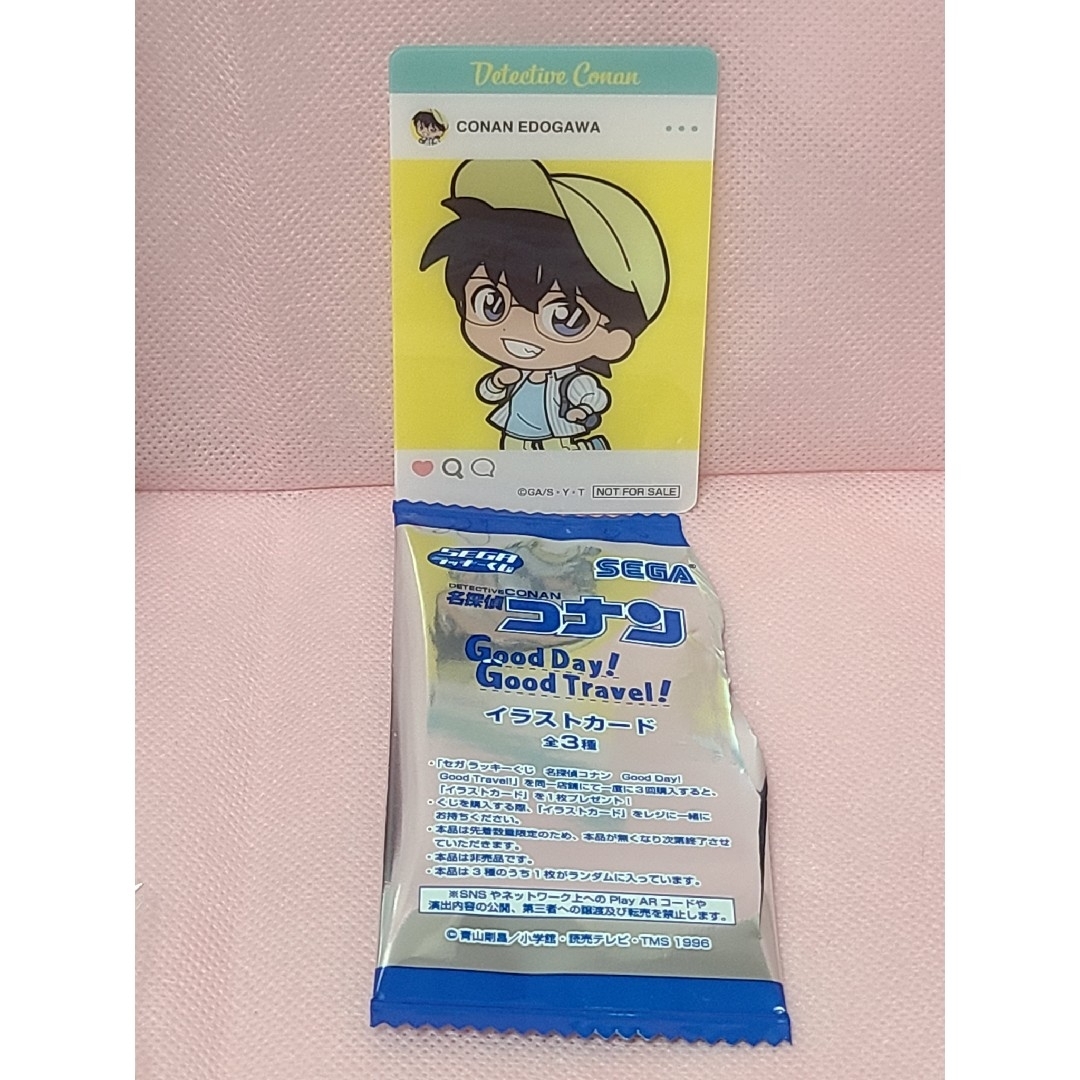 Detective Conan
CONAN EDOGAWA
©GA/S・Y・T NOT FOR SALE
SEGA
ラッキーくじ
SEGA
DETECTIVE CONAN
名探偵コナン
Good Day!
Good Travel!
イラストカード
全3種
・「セガ ラッキーくじ 名探偵コナン Good Day!
Good Travel!」を同一店舗にて一度に3回購入すると、
「イラストカード」を1枚プレゼント!
・くじを購入する際、「イラストカード」をレジに一緒に
お持ちください。
・本品は先着数量限定のため、本品が無くなり次第終了させ
ていただきます。
・本品は非売品です。
・本品は3種のうち1枚がランダムに入っています。
※SNSやネットワーク上への Play AR コードや
演出内容の公開、第三者への譲渡及び転売を禁止します。
©青山剛昌/小学館・読売テレビ・TMS 1996